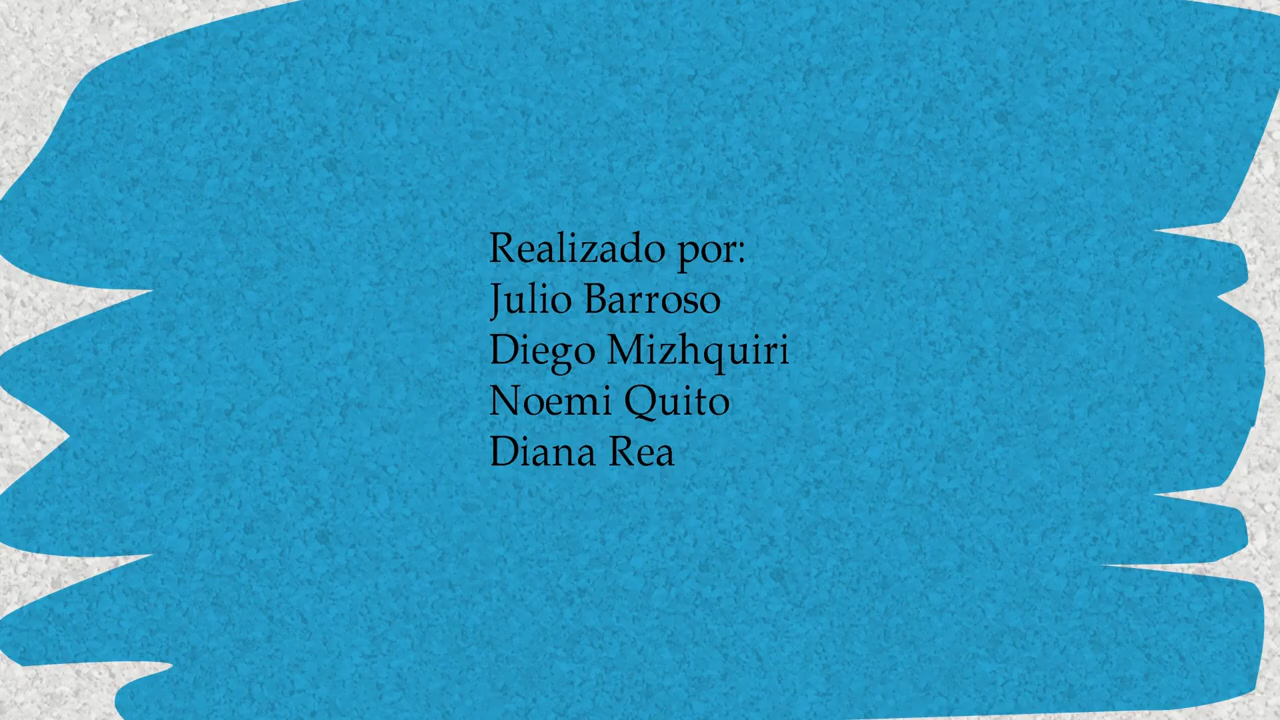 Realizado por:
Julio Barroso
Diego Mizhquiri
Noemi Quito
Diana Rea